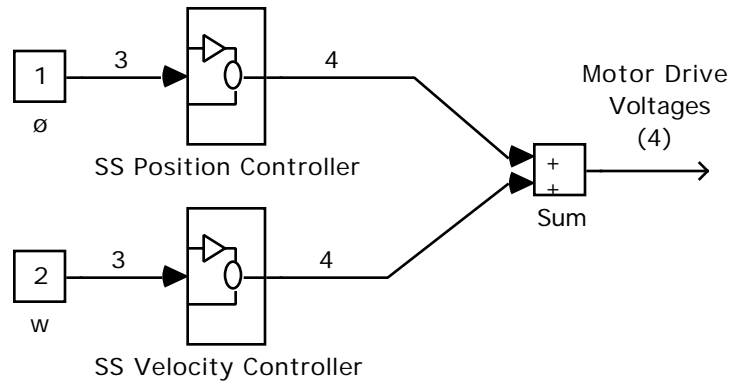 1
3
4
ø
SS Position Controller
Motor Drive
Voltages
(4)
+
+
Sum
2
3
4
w
SS Velocity Controller